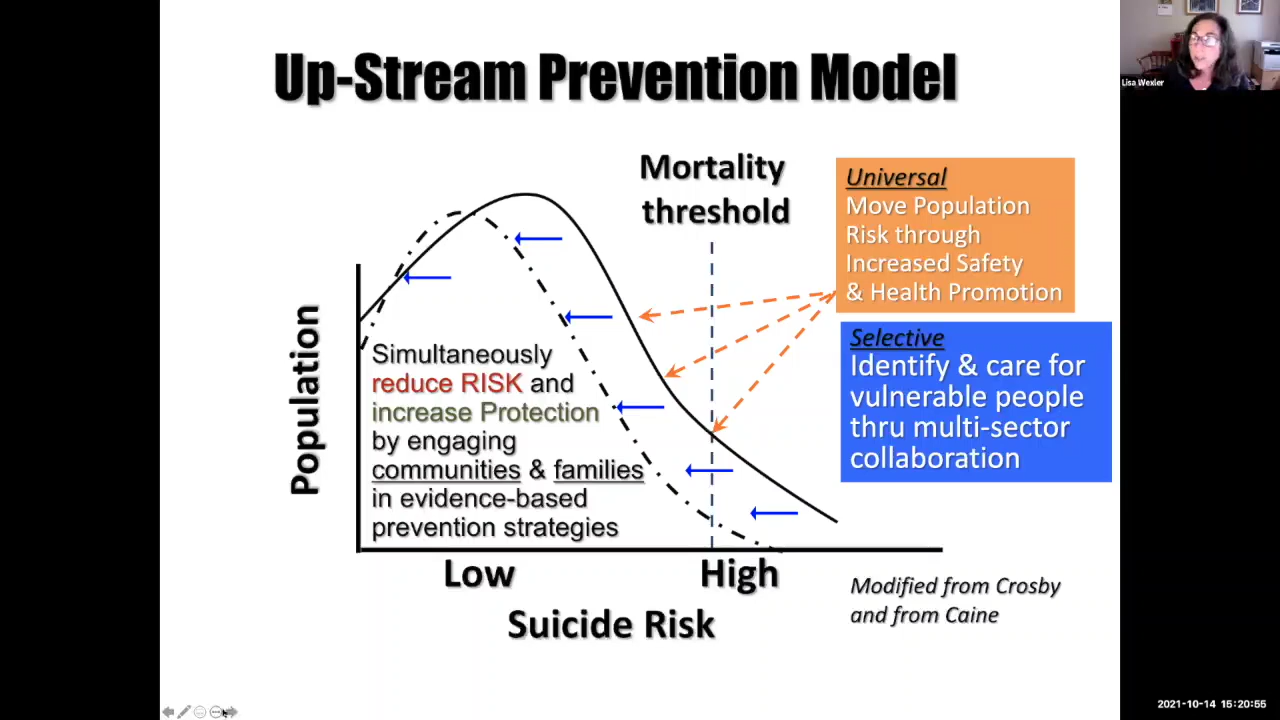 Up-Stream Prevention Model
Lisa Wexler
Mortality
threshold
Universal
Move Population
Risk through
Increased Safety
& Health Promotion
Selective
Identify & care for
vulnerable people
thru multi-sector
collaboration
Population
Simultaneously
reduce RISK and
increase Protection
by engaging
communities & families
in evidence-based
prevention strategies
Low
High
Suicide Risk
Modified from Crosby
and from Caine
2021-10-14 15:20:55